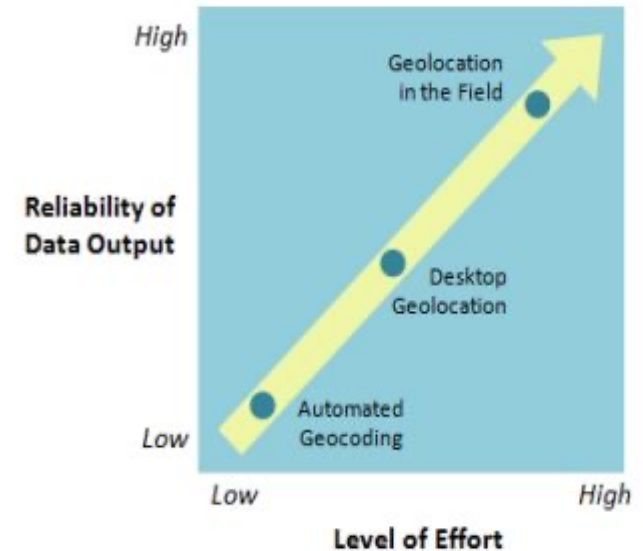 High
Geolocation
in the Field
Reliability of
Data Output
Desktop
Geolocation
Automated
Geocoding
Low
Low
High
Level of Effort